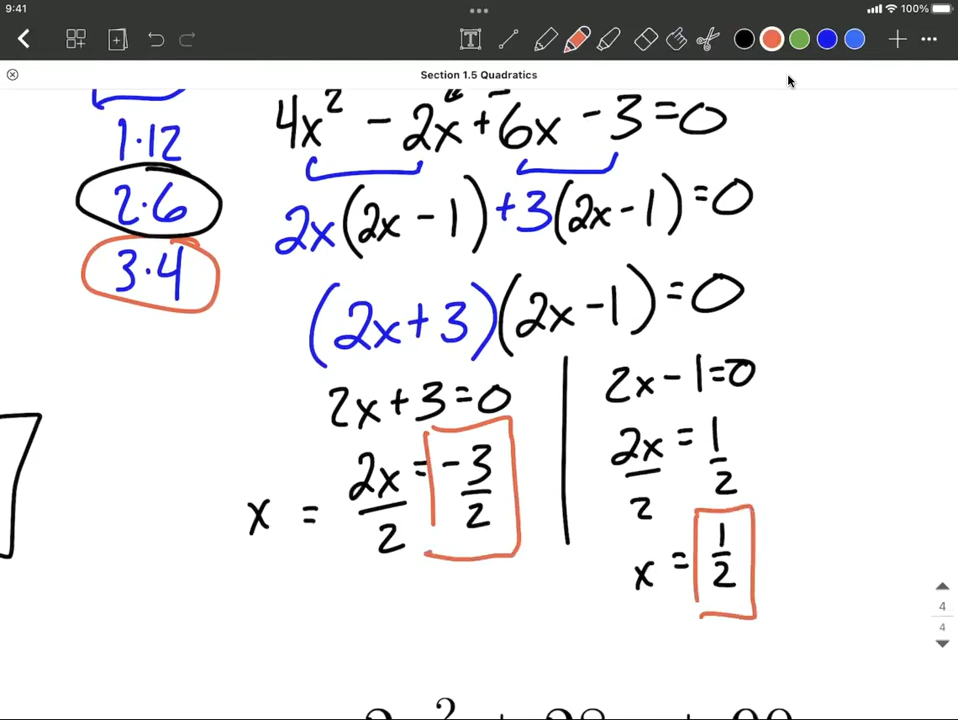 9:41
100%
Section 1.5 Quadratics
1·12
2·6
3·4
4x² - 2x + 6x - 3 = 0
2x(2x - 1) + 3(2x - 1) = 0
(2x + 3)(2x - 1) = 0
2x + 3 = 0
x = 2x/2 = -3/2
2x - 1 = 0
2x/2 = 1/2
x = 1/2
4
4